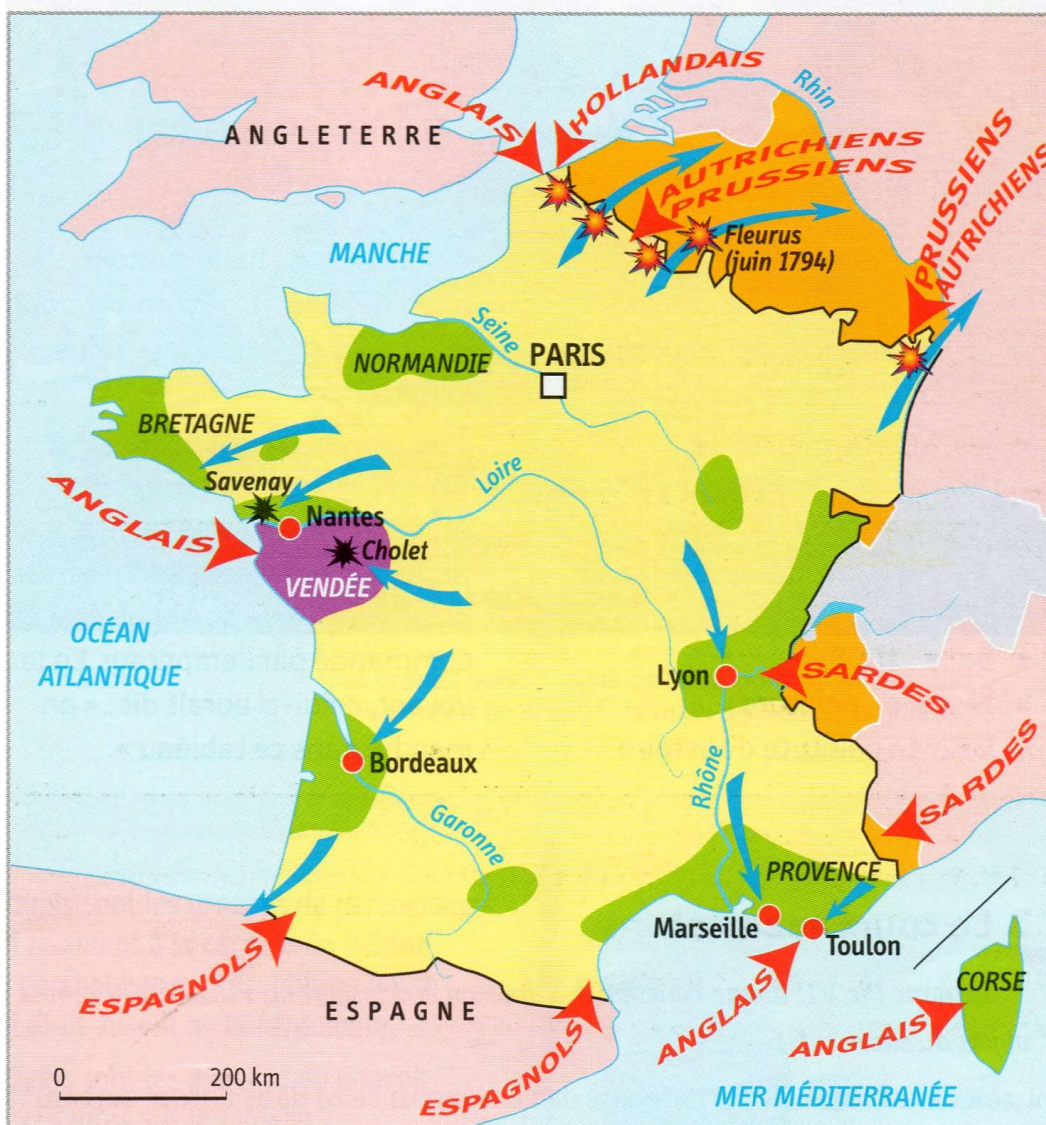 ANGLAIS
HOLLANDAIS
Rhin
ANGLETERRE
AUTRICHIENS
PRUSSIENS
PRUSSIENS
AUTRICHIENS
MANCHE
Fleurus
(juin 1794)
Seine
NORMANDIE
PARIS
BRETAGNE
Savenay
Loire
ANGLAIS
Nantes
Cholet
VENDÉE
OCÉAN
ATLANTIQUE
Lyon
SARDES
Bordeaux
Rhône
SARDES
Garonne
PROVENCE
Marseille
Toulon
CORSE
ESPAGNOLS
ESPAGNE
ESPAGNOLS
ANGLAIS
ANGLAIS
0 200 km
MER MÉDITERRANÉE